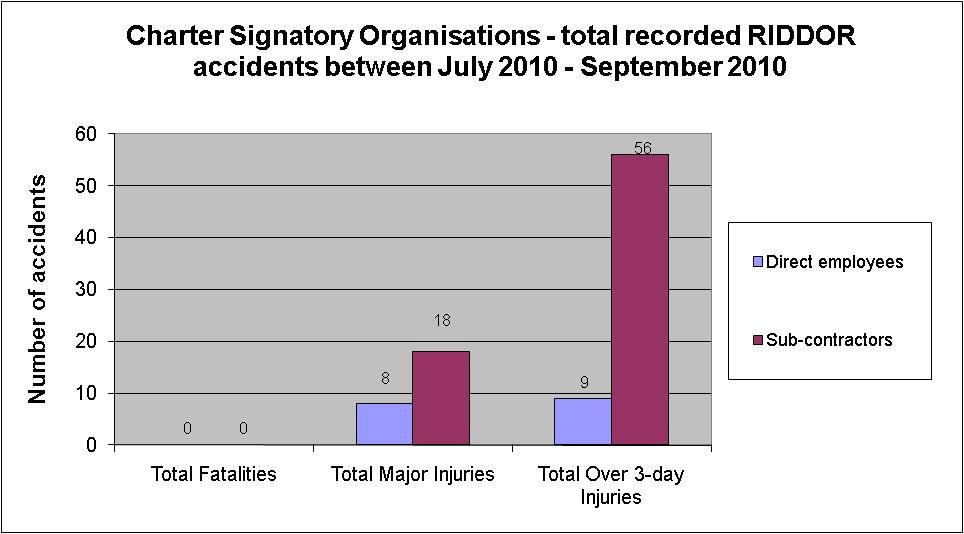 Charter Signatory Organisations - total recorded RIDDOR
accidents between July 2010 - September 2010
Number of accidents
60
50
40
30
20
10
0
0
0
8
18
9
56
Total Fatalities
Total Major Injuries
Total Over 3-day
Injuries
Direct employees
Sub-contractors